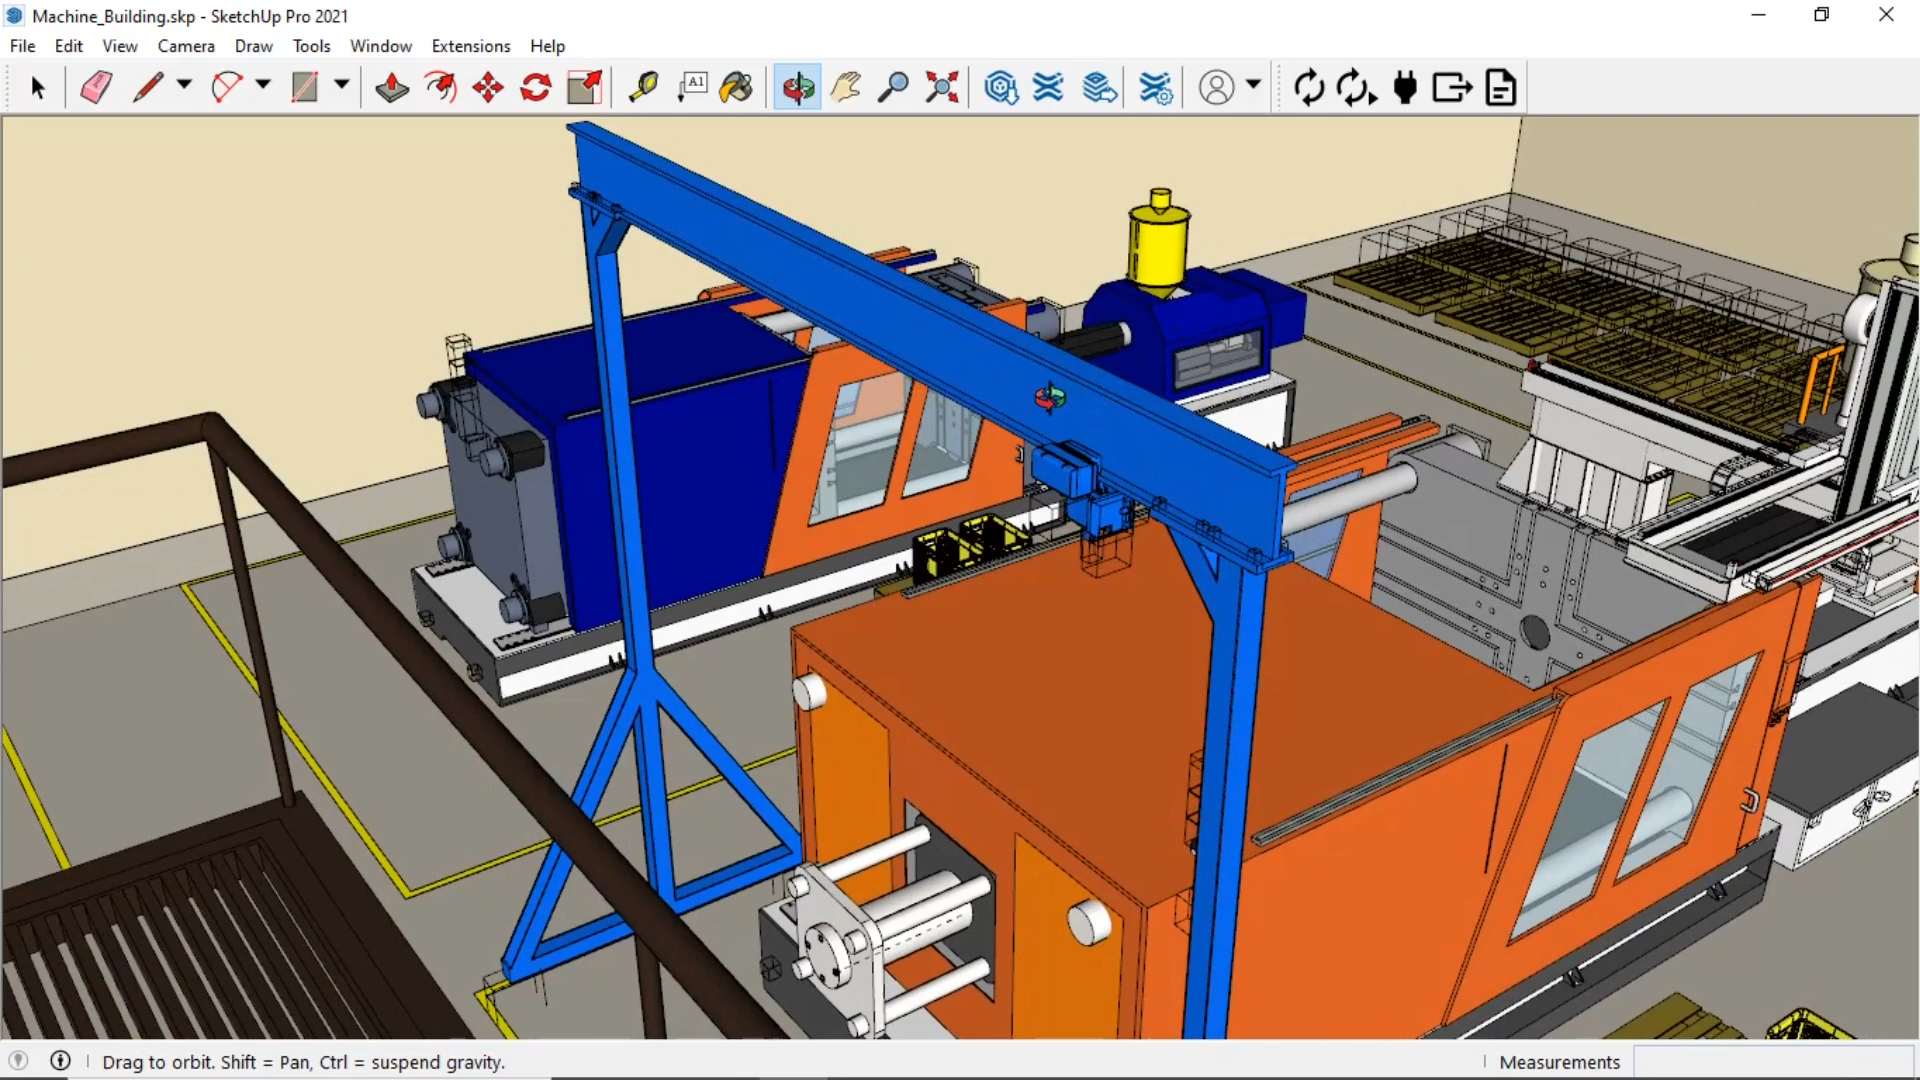 Machine_Building.skp - SketchUp Pro 2021
File Edit View Camera Draw Tools Window Extensions Help
A1
Drag to orbit. Shift = Pan, Ctrl = suspend gravity.
Measurements